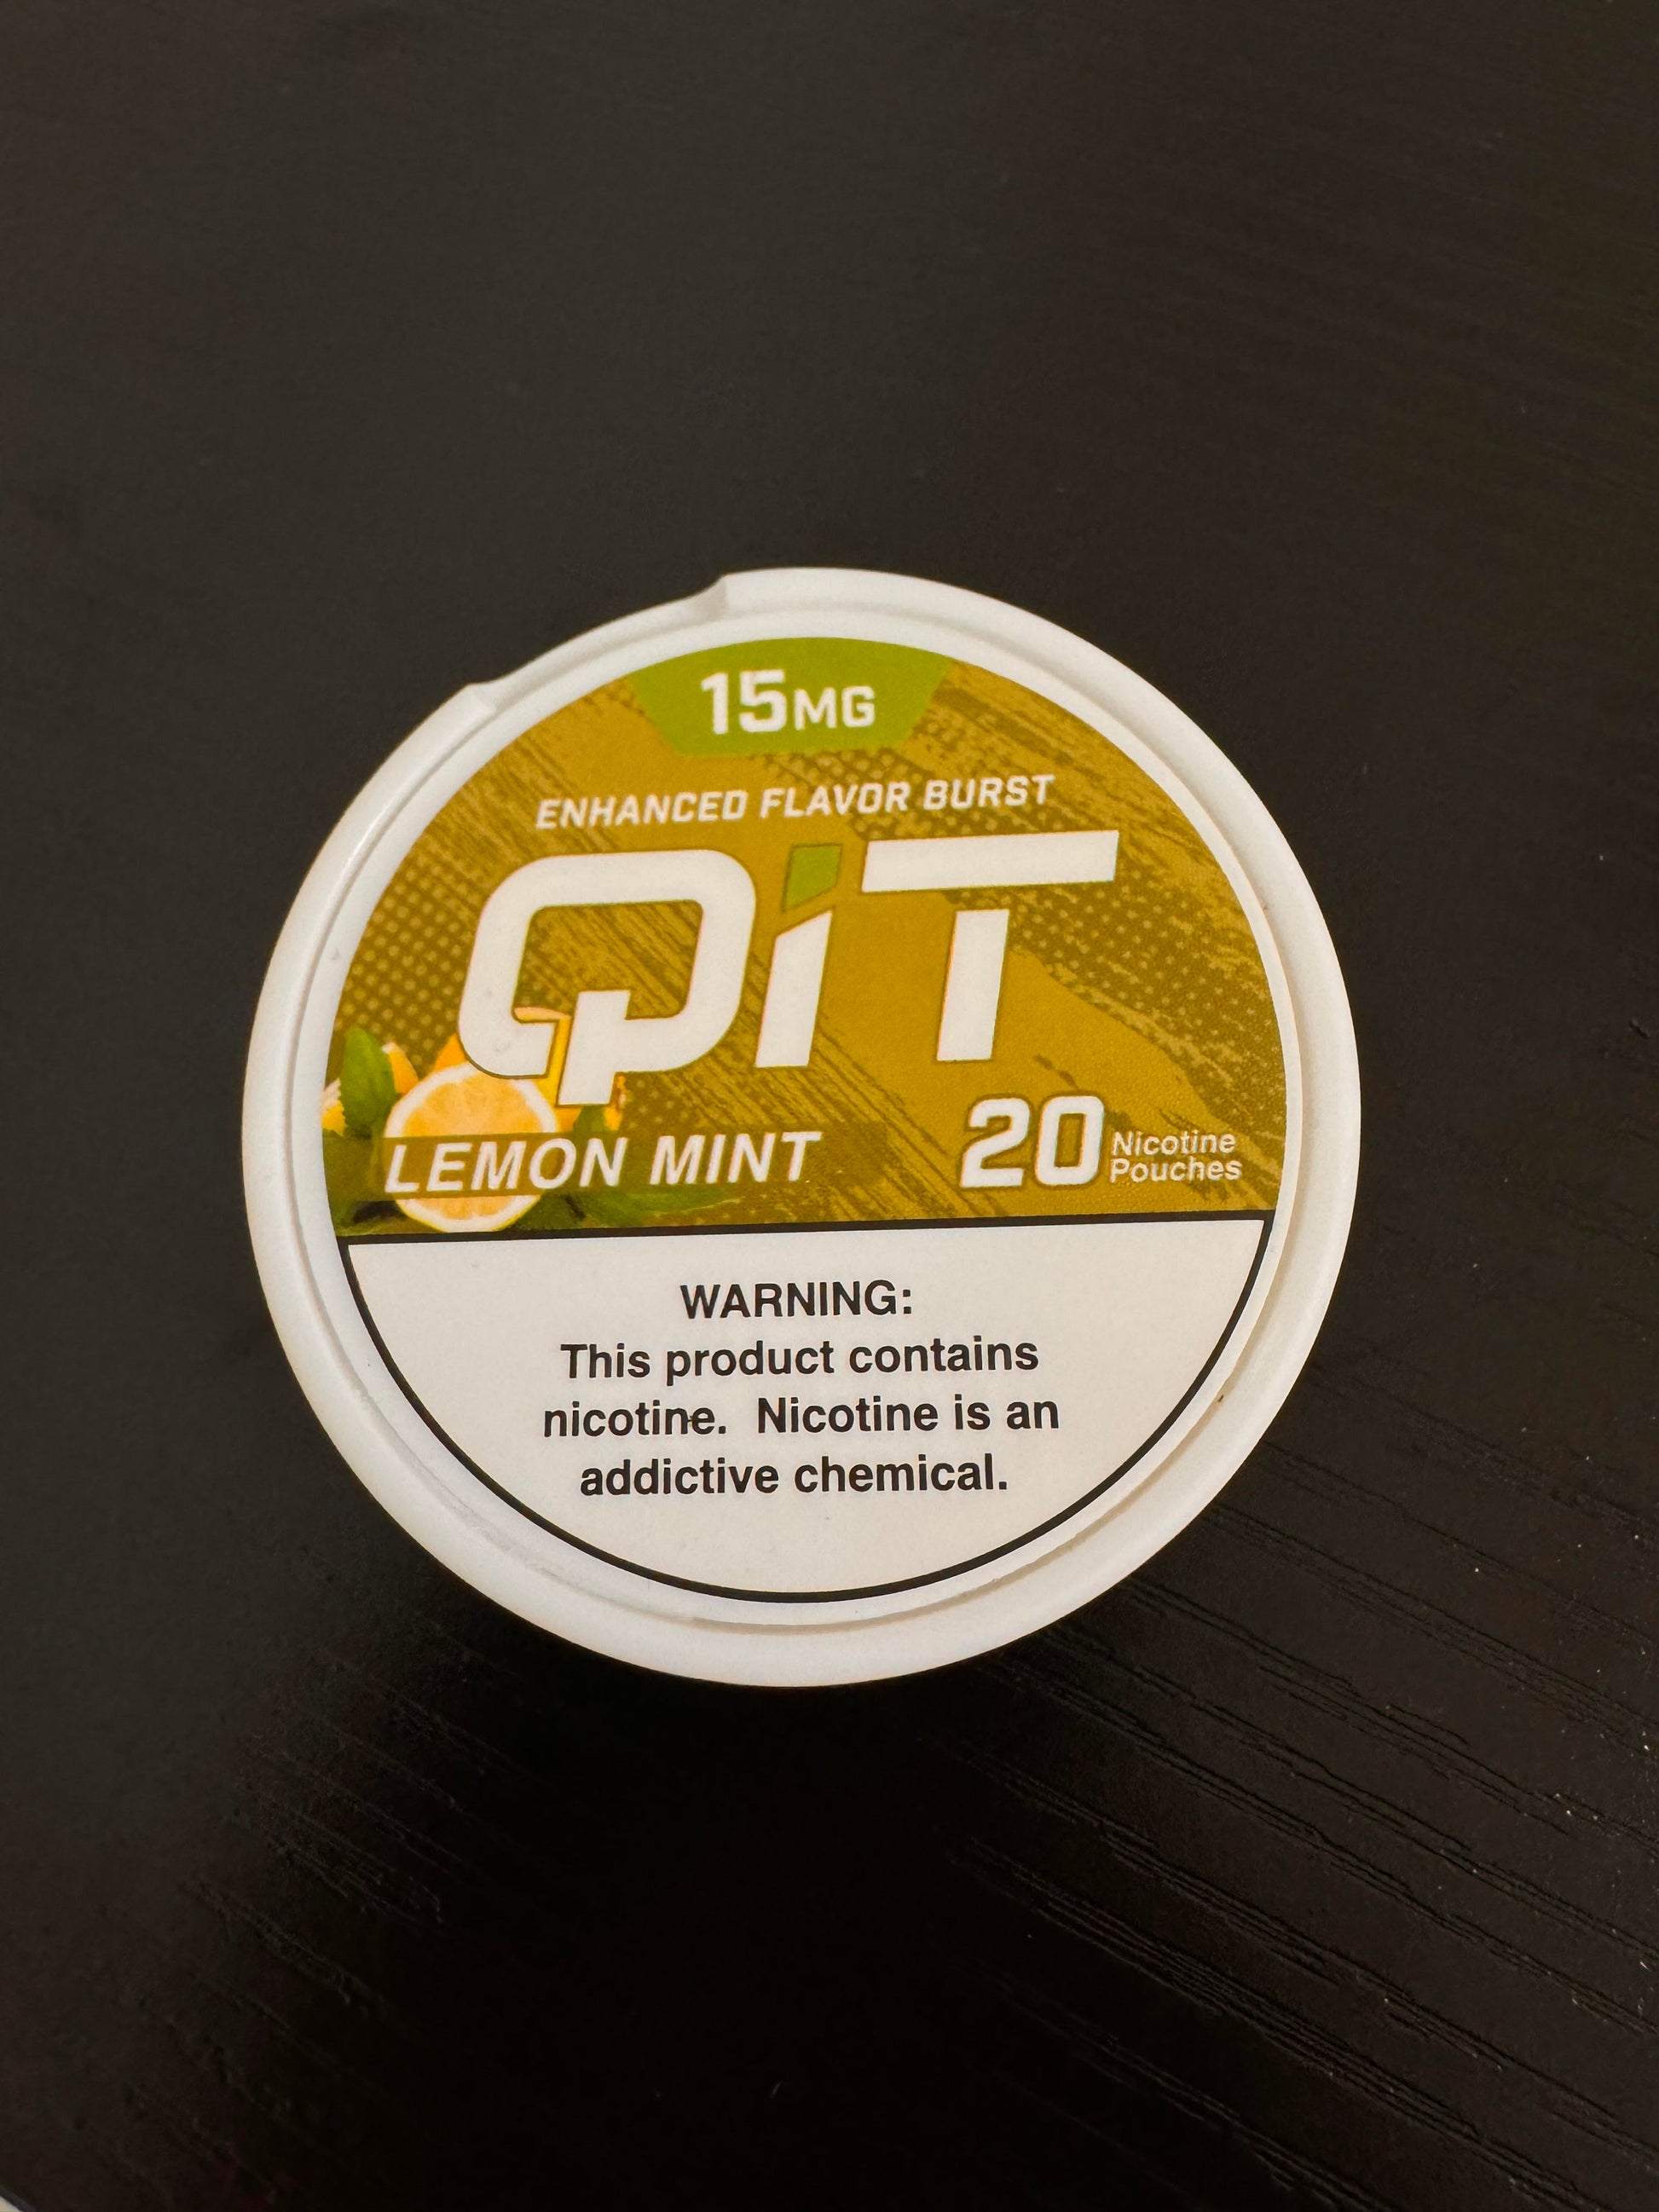 15MG
ENHANCED FLAVOR BURST
QiT
LEMON MINT
20 Nicotine
Pouches
WARNING:
This product contains
nicotine. Nicotine is an
addictive chemical.